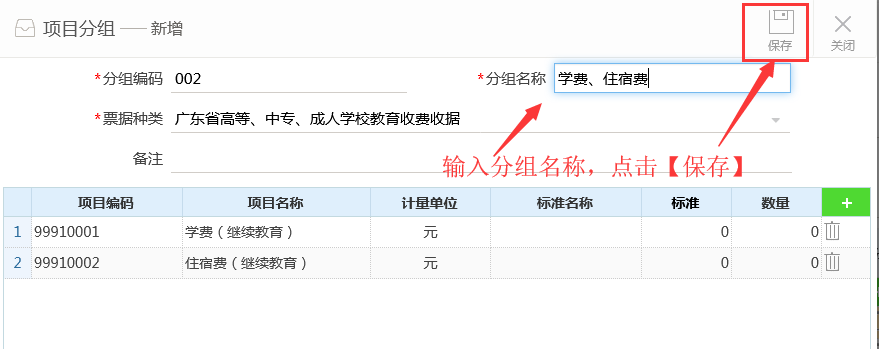 项目分组 —— 新增
保存
关闭
*分组编码 002
*分组名称 学费、住宿费
*票据种类 广东省高等、中专、成人学校教育收费收据
备注
输入分组名称，点击【保存】
项目编码 项目名称 计量单位 标准名称 标准 数量 +
1 99910001 学费（继续教育） 元 0 0
2 99910002 住宿费（继续教育） 元 0 0